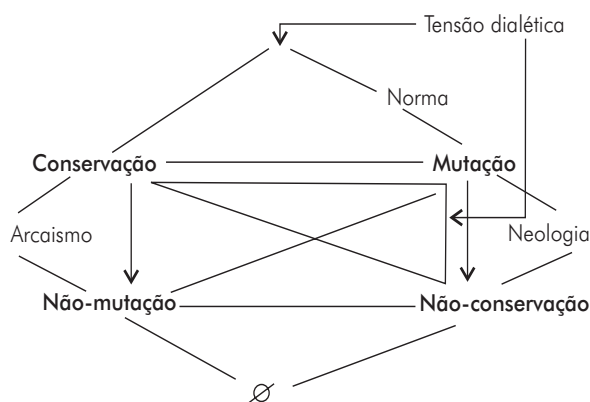 Tensão dialética
Norma
Conservação
Mutação
Arcaismo
Neologia
Não-mutação
Não-conservação
∅